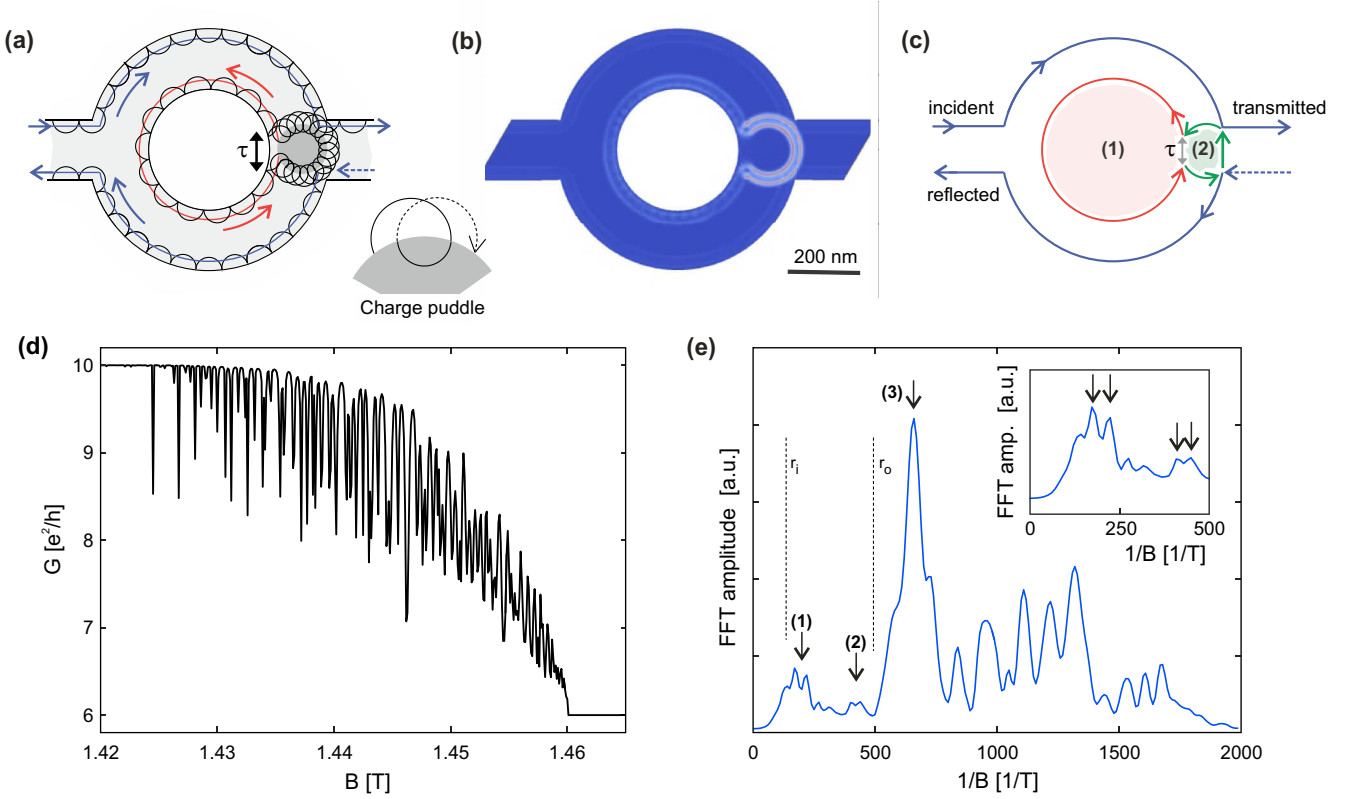 (a)
τ
Charge puddle
(b)
200 nm
(c)
incident
transmitted
(1)
τ
(2)
reflected
(d)
G [e²/h]
10
9
8
7
6
1.42
1.43
1.44
1.45
1.46
B [T]
(e)
FFT amplitude [a.u.]
rᵢ
(1)
(2)
rₒ
(3)
0
500
1000
1500
2000
1/B [1/T]
FFT amp. [a.u.]
0
250
500
1/B [1/T]